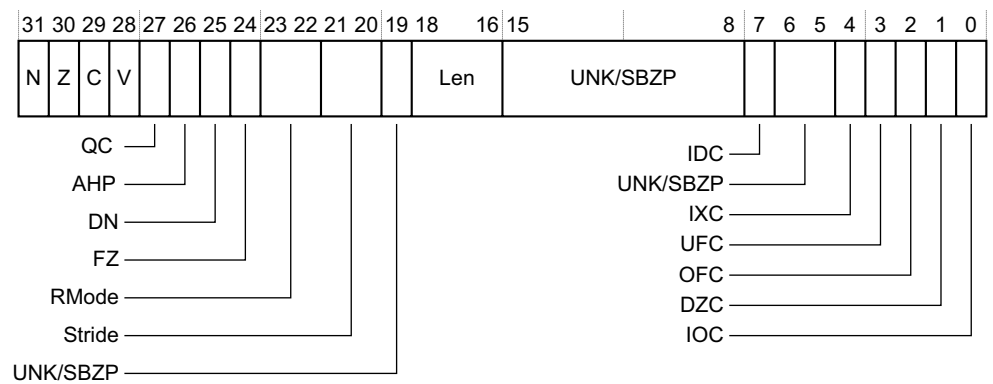 31 30 29 28 27 26 25 24 23 22 21 20 19 18 16 15 8 7 6 5 4 3 2 1 0
N Z C V Len UNK/SBZP
QC
AHP
DN
FZ
RMode
Stride
UNK/SBZP
IDC
UNK/SBZP
IXC
UFC
OFC
DZC
IOC